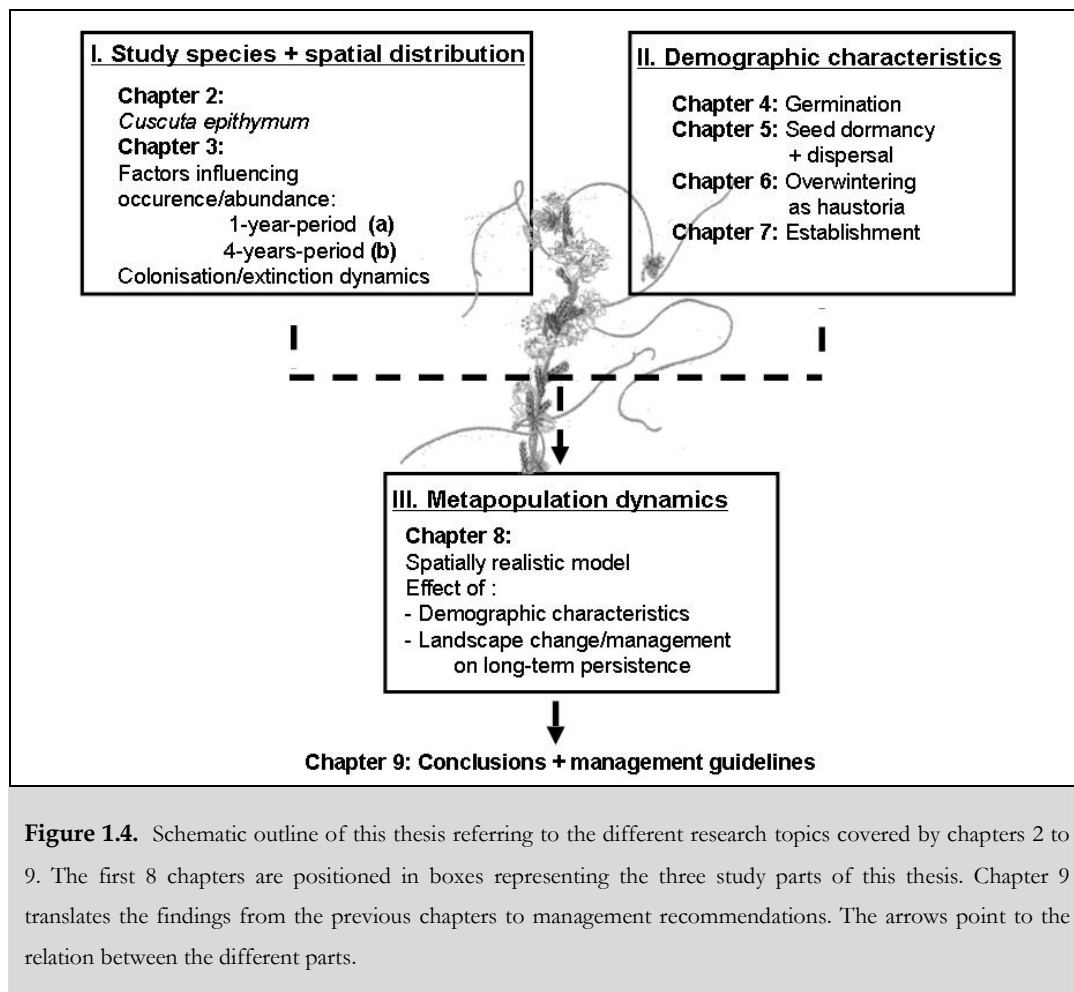 I. Study species + spatial distribution
Chapter 2:
Cuscuta epithymum
Chapter 3:
Factors influencing
occurence/abundance:
1-year-period (a)
4-years-period (b)
Colonisation/extinction dynamics
II. Demographic characteristics
Chapter 4: Germination
Chapter 5: Seed dormancy
+ dispersal
Chapter 6: Overwintering
as haustoria
Chapter 7: Establishment
III. Metapopulation dynamics
Chapter 8:
Spatially realistic model
Effect of :
- Demographic characteristics
- Landscape change/management
on long-term persistence
Chapter 9: Conclusions + management guidelines
Figure 1.4. Schematic outline of this thesis referring to the different research topics covered by chapters 2 to
9. The first 8 chapters are positioned in boxes representing the three study parts of this thesis. Chapter 9
translates the findings from the previous chapters to management recommendations. The arrows point to the
relation between the different parts.